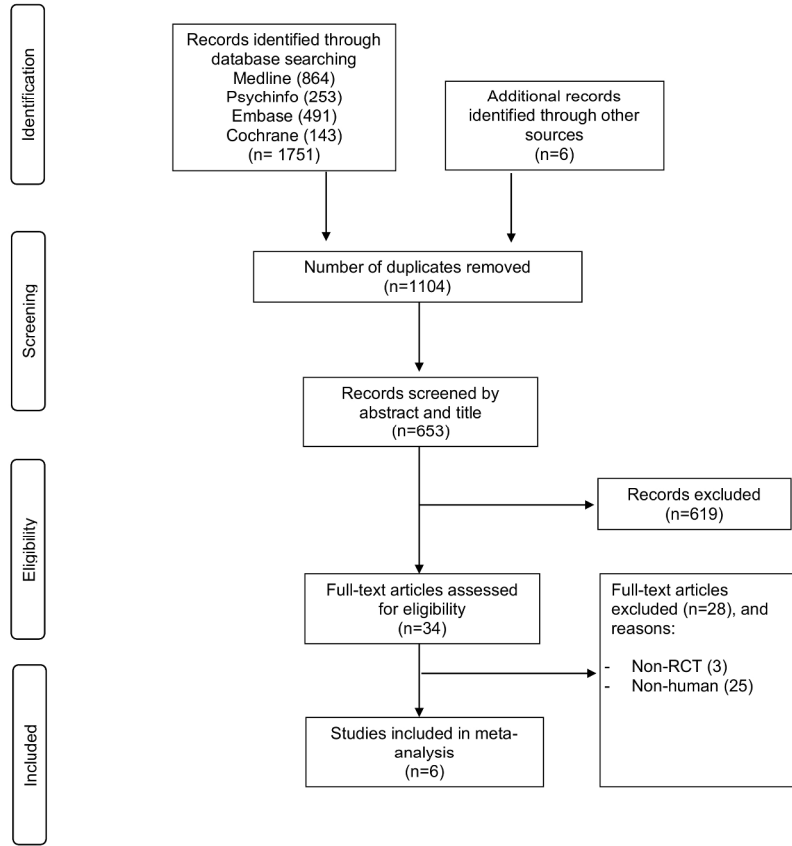 Identification
Records identified through
database searching
Medline (864)
Psychinfo (253)
Embase (491)
Cochrane (143)
(n= 1751)
Additional records
identified through other
sources
(n=6)
Screening
Number of duplicates removed
(n=1104)
Records screened by
abstract and title
(n=653)
Eligibility
Records excluded
(n=619)
Full-text articles assessed
for eligibility
(n=34)
Full-text articles
excluded (n=28), and
reasons:
- Non-RCT (3)
- Non-human (25)
Included
Studies included in meta-
analysis
(n=6)